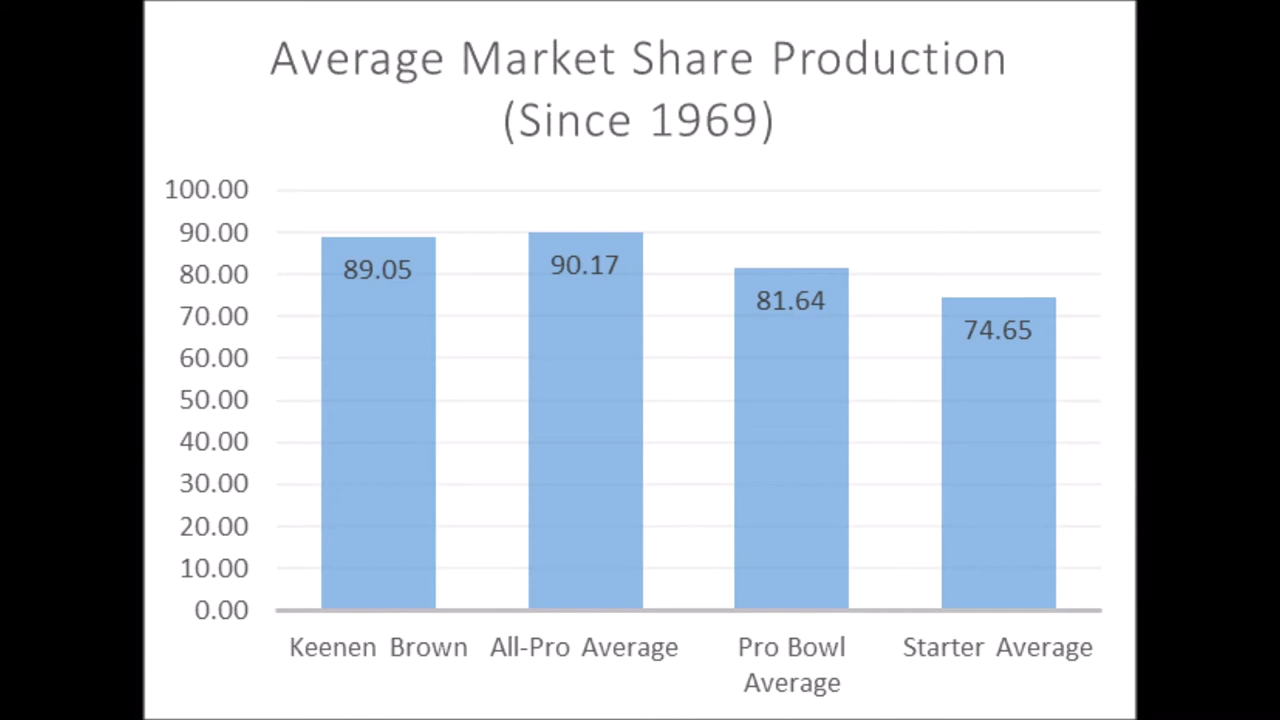 Average Market Share Production
(Since 1969)
100.00
90.00
80.00
70.00
60.00
50.00
40.00
30.00
20.00
10.00
0.00
89.05
90.17
81.64
74.65
Keenen Brown
All-Pro Average
Pro Bowl
Average
Starter Average